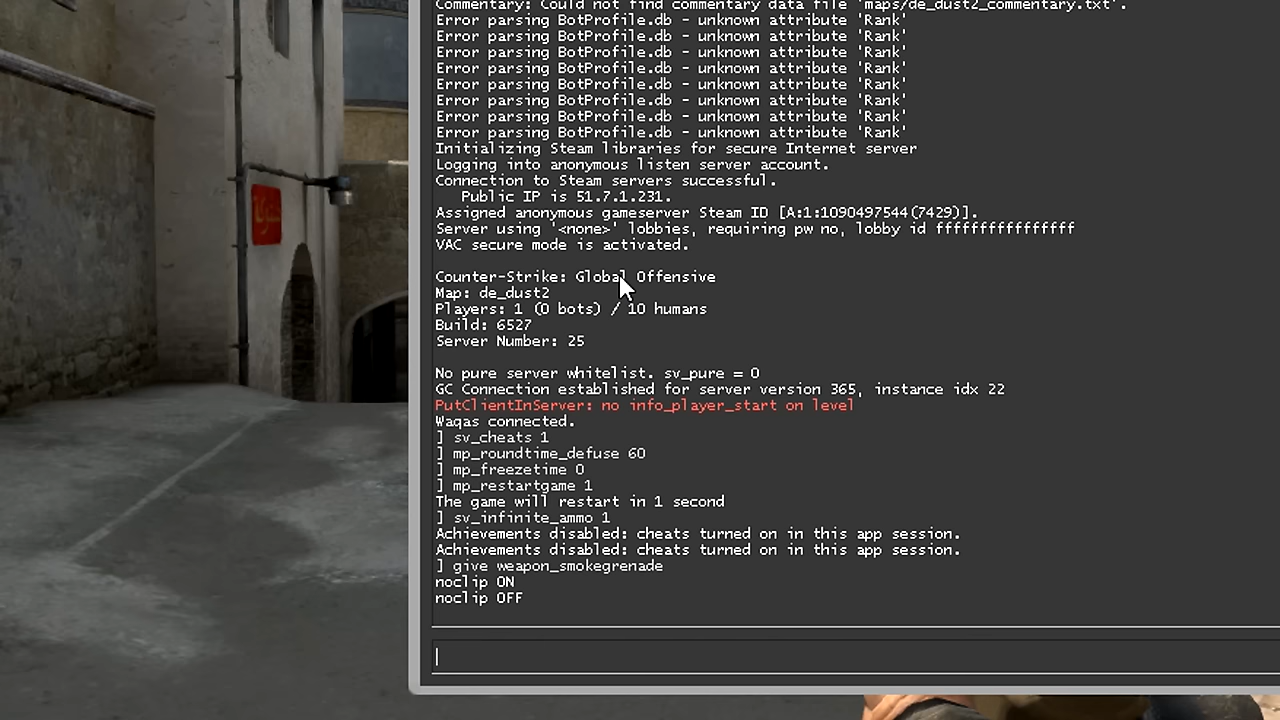 Commentary: Could not find commentary data file 'maps/de_dust2_commentary.txt'.
Error parsing BotProfile.db - unknown attribute 'Rank'
Error parsing BotProfile.db - unknown attribute 'Rank'
Error parsing BotProfile.db - unknown attribute 'Rank'
Error parsing BotProfile.db - unknown attribute 'Rank'
Error parsing BotProfile.db - unknown attribute 'Rank'
Error parsing BotProfile.db - unknown attribute 'Rank'
Error parsing BotProfile.db - unknown attribute 'Rank'
Error parsing BotProfile.db - unknown attribute 'Rank'
Initializing Steam libraries for secure Internet server
Logging into anonymous listen server account.
Connection to Steam servers successful.
Public IP is 51.7.1.231.
Assigned anonymous gameserver Steam ID [A:1:1090497544(7429)].
Server using '<none>' lobbies, requiring pw no, lobby id ffffffffffffffff
VAC secure mode is activated.
Counter-Strike: Global Offensive
Map: de_dust2
Players: 1 (0 bots) / 10 humans
Build: 6527
Server Number: 25
No pure server whitelist. sv_pure = 0
GC Connection established for server version 365, instance idx 22
PutClientInServer: no info_player_start on level
Waqas connected.
] sv_cheats 1
] mp_roundtime_defuse 60
] mp_freezetime 0
] mp_restartgame 1
The game will restart in 1 second
] sv_infinite_ammo 1
Achievements disabled: cheats turned on in this app session.
Achievements disabled: cheats turned on in this app session.
] give weapon_smokegrenade
noclip ON
noclip OFF